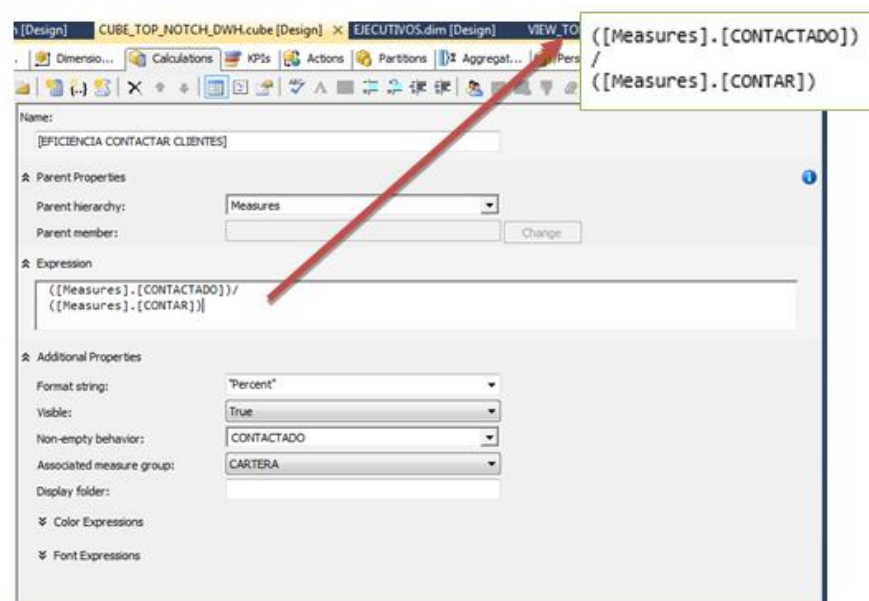 n [Design]
CUBE_TOP_NOTCH_DWH.cube [Design]
EJECUTIVOS.dim [Design]
VIEW_TO
([Measures].[CONTACTADO])
/
([Measures].[CONTAR])
Dimensio...
Calculations
KPIs
Actions
Partitions
Aggregat...
Pers
Name:
[EFICIENCIA CONTACTAR CLIENTES]
Parent Properties
Parent hierarchy:
Measures
Parent member:
Change
Expression
([Measures].[CONTACTADO])/
([Measures].[CONTAR])
Additional Properties
Format string:
"Percent"
Visible:
True
Non-empty behavior:
CONTACTADO
Associated measure group:
CARTERA
Display folder:
Color Expressions
Font Expressions